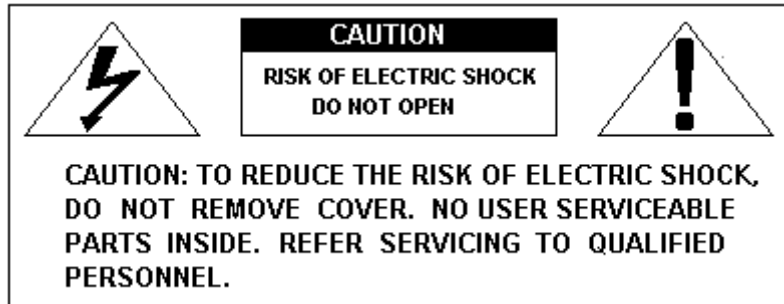 CAUTION
RISK OF ELECTRIC SHOCK
DO NOT OPEN
CAUTION: TO REDUCE THE RISK OF ELECTRIC SHOCK,
DO NOT REMOVE COVER. NO USER SERVICEABLE
PARTS INSIDE. REFER SERVICING TO QUALIFIED
PERSONNEL.